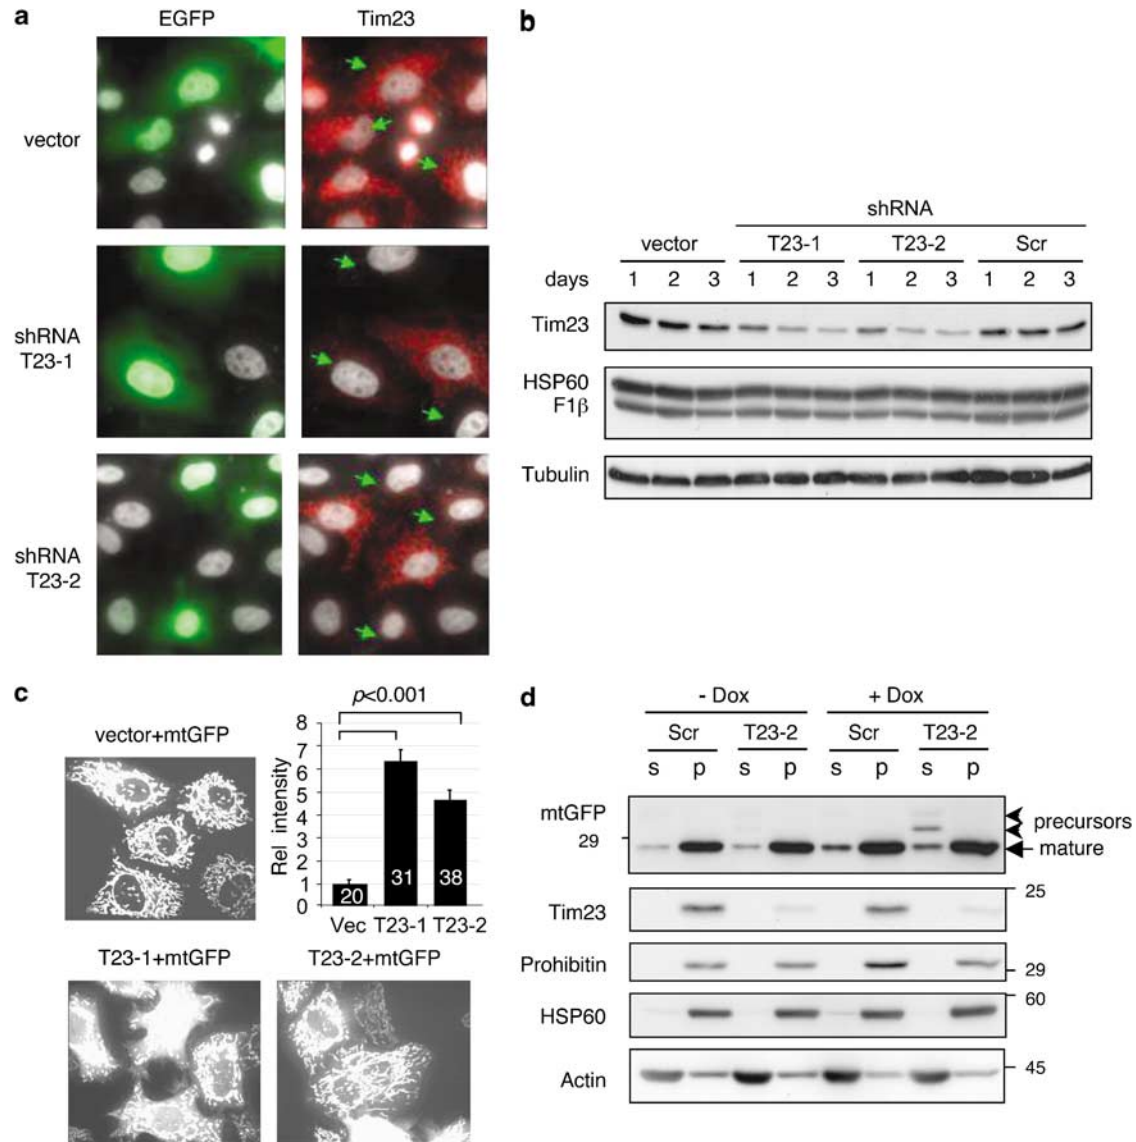 a
EGFP
Tim23
vector
shRNA
T23-1
shRNA
T23-2
b
shRNA
vector
T23-1
T23-2
Scr
days
1 2 3 1 2 3 1 2 3 1 2 3
Tim23
HSP60
F1β
Tubulin
c
vector+mtGFP
p<0.001
Rel intensity
8
7
6
5
4
3
2
1
0
20
31
38
Vec T23-1 T23-2
T23-1+mtGFP
T23-2+mtGFP
d
- Dox
+ Dox
Scr
T23-2
Scr
T23-2
s p s p s p s p
mtGFP
29
precursors
mature
Tim23
25
Prohibitin
29
HSP60
60
Actin
45